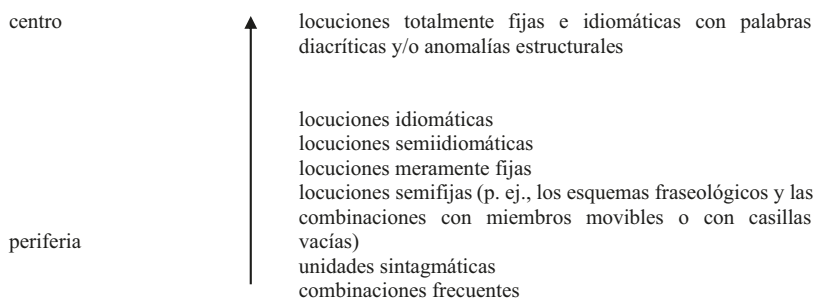 centro
locuciones totalmente fijas e idiomáticas con palabras
diacríticas y/o anomalías estructurales
locuciones idiomáticas
locuciones semiidiomáticas
locuciones meramente fijas
locuciones semifijas (p. ej., los esquemas fraseológicos y las
combinaciones con miembros movibles o con casillas
periferia
vacías)
unidades sintagmáticas
combinaciones frecuentes